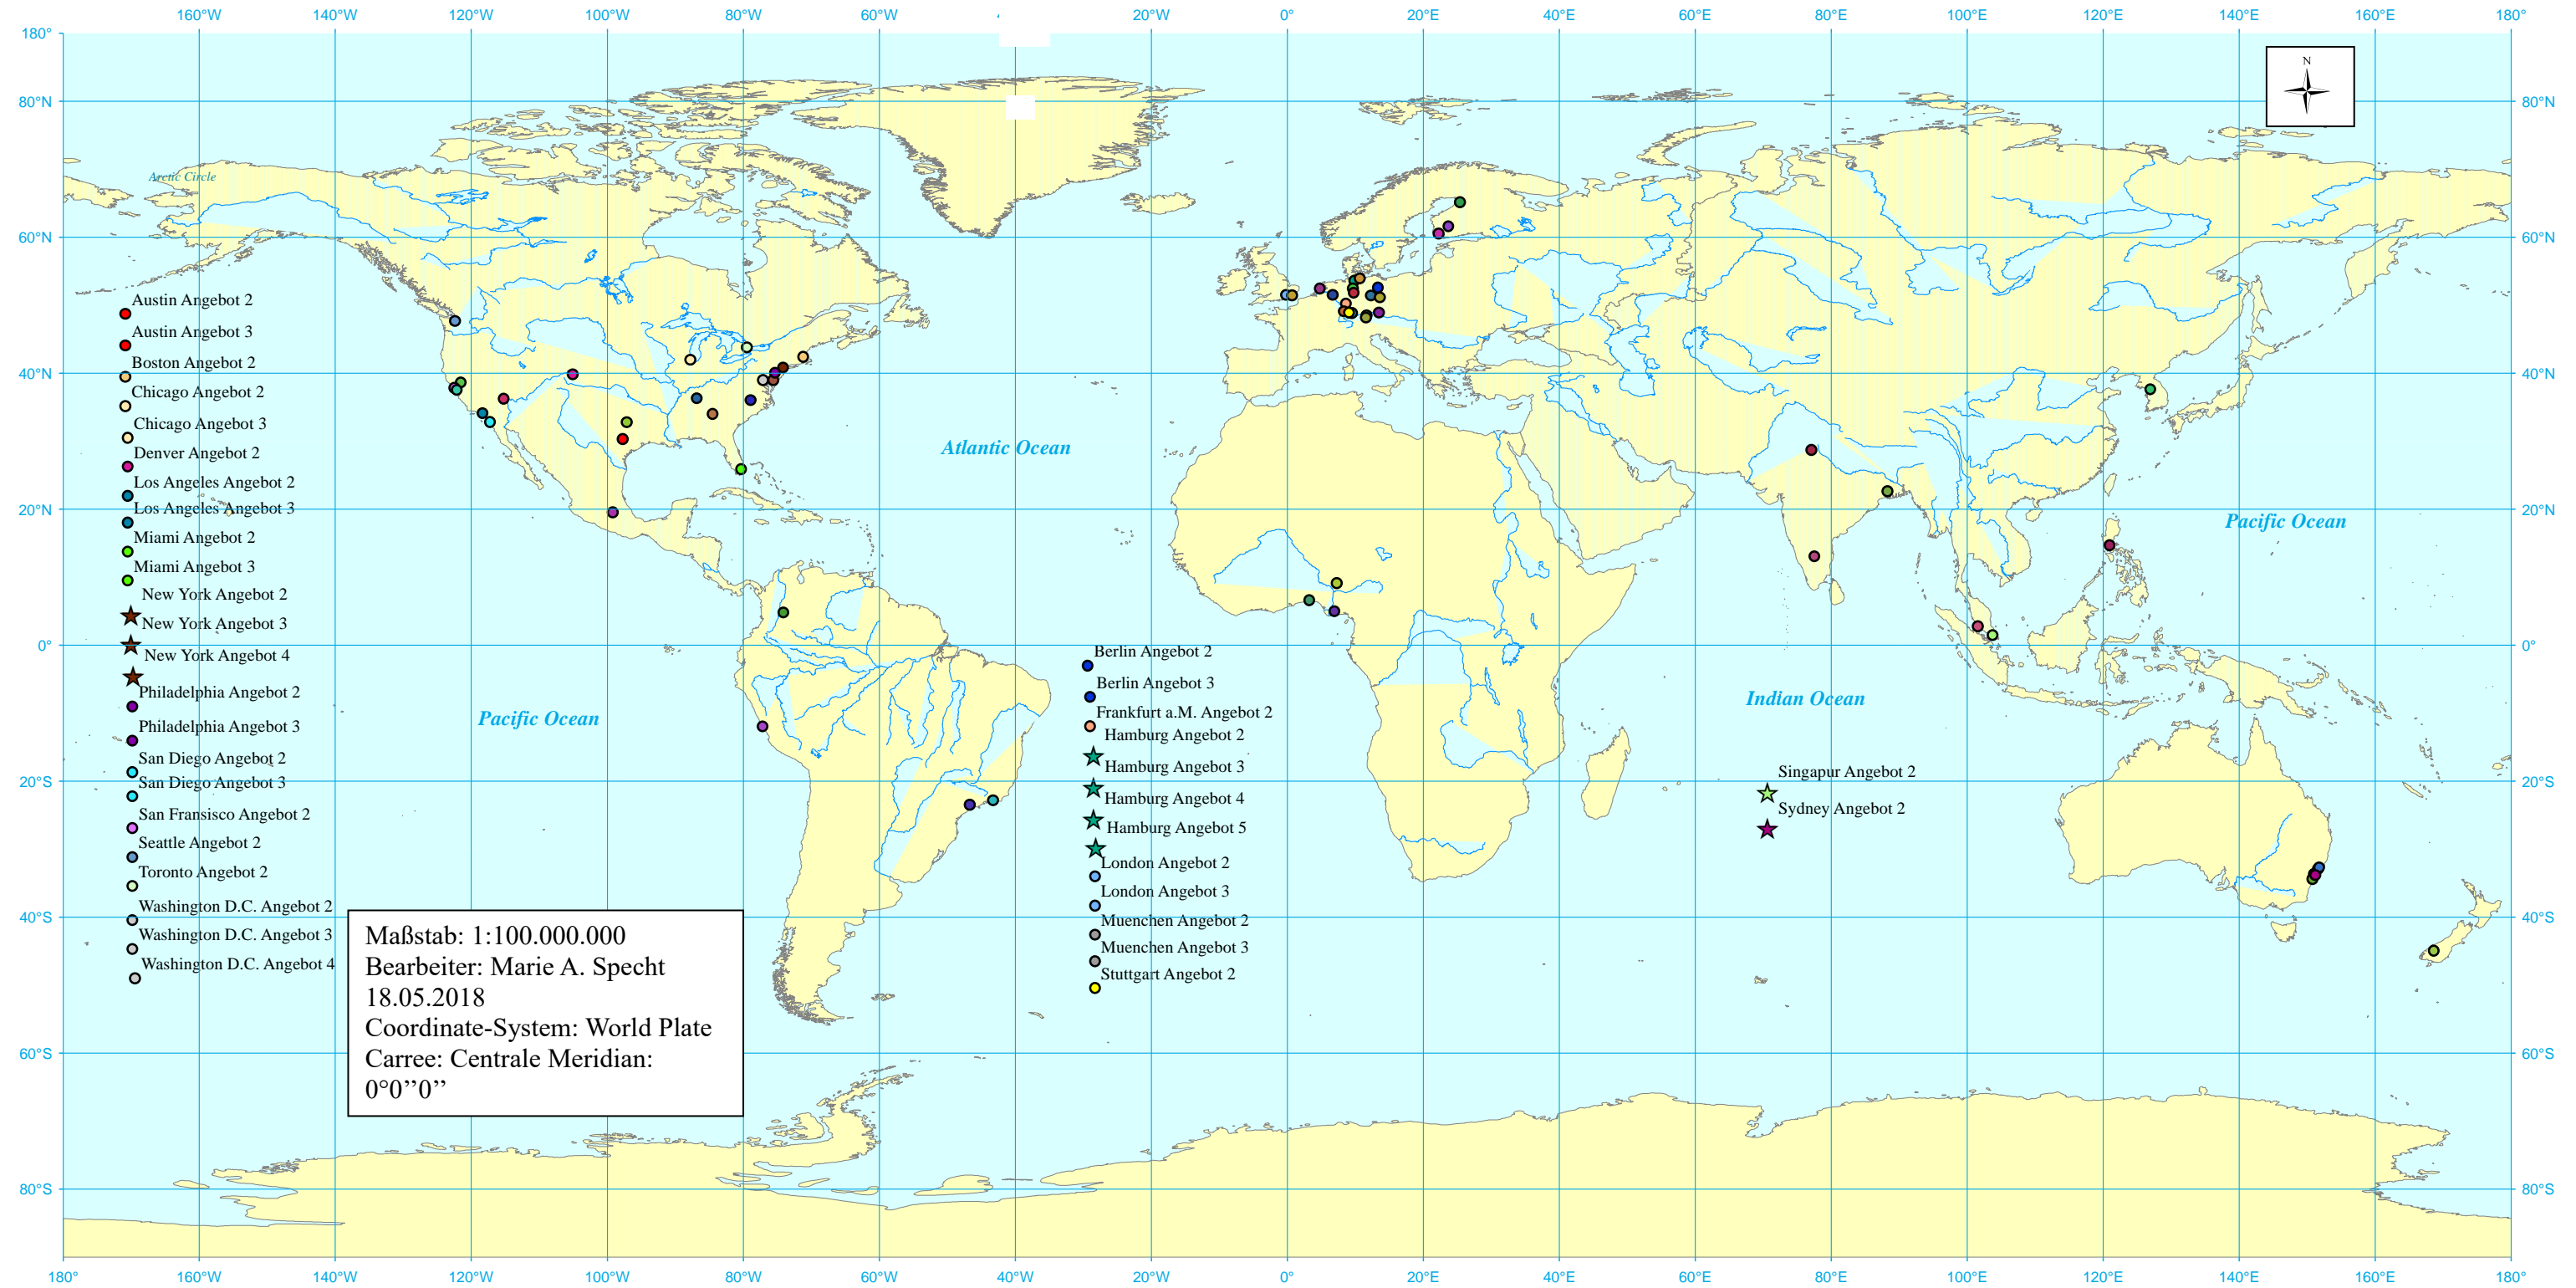 160°W 140°W 120°W 100°W 80°W 60°W 20°W 0° 20°E 40°E 60°E 80°E 100°E 120°E 140°E 160°E 180°
180°
N
80°N 80°N
Arctic Circle
60°N 60°N
Austin Angebot 2
Austin Angebot 3
Boston Angebot 2
40°N 40°N
Chicago Angebot 2
Chicago Angebot 3
Atlantic Ocean
Denver Angebot 2
Los Angeles Angebot 2
Los Angeles Angebot 3
20°N 20°N
Pacific Ocean
Miami Angebot 2
Miami Angebot 3
New York Angebot 2
New York Angebot 3
0° 0°
New York Angebot 4
Philadelphia Angebot 2
Philadelphia Angebot 3
San Diego Angebot 2
San Diego Angebot 3
San Fransisco Angebot 2
Seattle Angebot 2
Toronto Angebot 2
Washington D.C. Angebot 2
Washington D.C. Angebot 3
Washington D.C. Angebot 4
Pacific Ocean
Berlin Angebot 2
Berlin Angebot 3
Frankfurt a.M. Angebot 2
Hamburg Angebot 2
Hamburg Angebot 3
Hamburg Angebot 4
Hamburg Angebot 5
London Angebot 2
London Angebot 3
Muenchen Angebot 2
Muenchen Angebot 3
Stuttgart Angebot 2
Indian Ocean
Singapur Angebot 2
Sydney Angebot 2
20°S 20°S
40°S 40°S
Maßstab: 1:100.000.000
Bearbeiter: Marie A. Specht
18.05.2018
Coordinate-System: World Plate
Carree: Centrale Meridian:
0°0’’0’’
60°S 60°S
80°S 80°S
180° 160°W 140°W 120°W 100°W 80°W 60°W 40°W 20°W 0° 20°E 40°E 60°E 80°E 100°E 120°E 140°E 160°E 180°